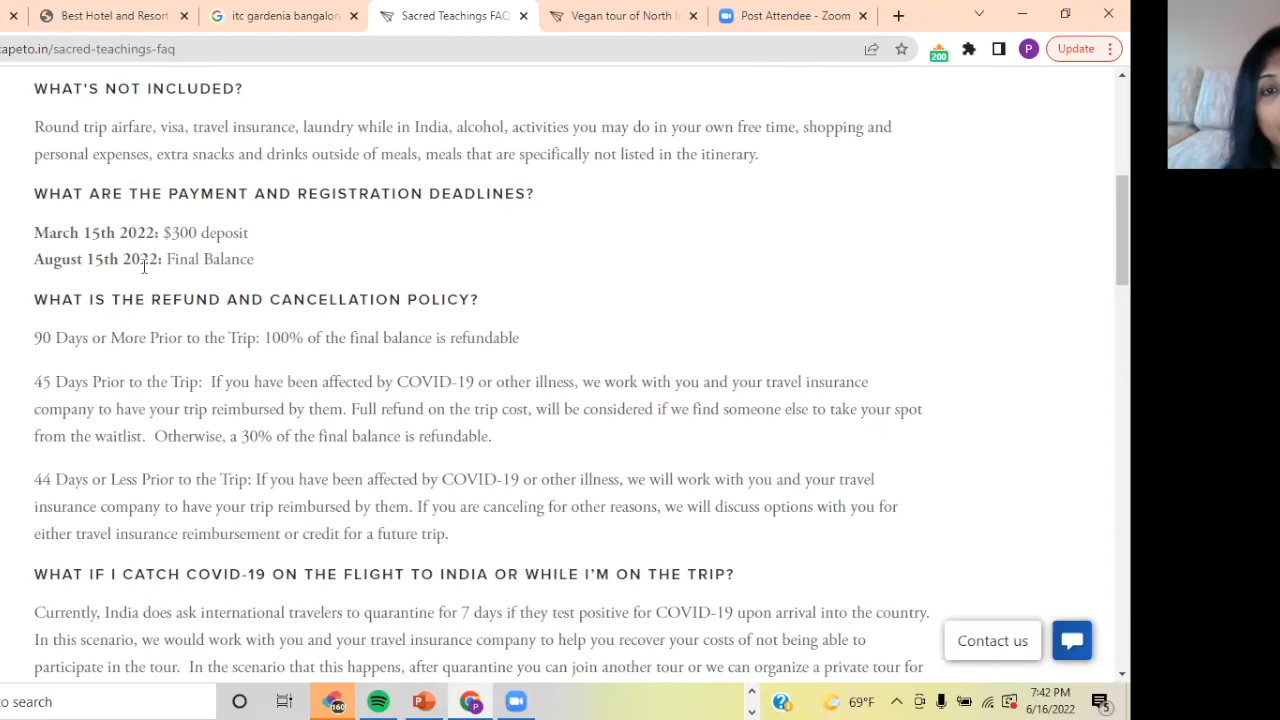 Best Hotel and Resort
itc gardenia bangalor
Sacred Teachings FAQ
Vegan tour of North I
Post Attendee - Zoom
capeto.in/sacred-teachings-faq
200
P
Update
WHAT'S NOT INCLUDED?
Round trip airfare, visa, travel insurance, laundry while in India, alcohol, activities you may do in your own free time, shopping and
personal expenses, extra snacks and drinks outside of meals, meals that are specifically not listed in the itinerary.
WHAT ARE THE PAYMENT AND REGISTRATION DEADLINES?
March 15th 2022: $300 deposit
August 15th 2022: Final Balance
WHAT IS THE REFUND AND CANCELLATION POLICY?
90 Days or More Prior to the Trip: 100% of the final balance is refundable
45 Days Prior to the Trip: If you have been affected by COVID-19 or other illness, we work with you and your travel insurance
company to have your trip reimbursed by them. Full refund on the trip cost, will be considered if we find someone else to take your spot
from the waitlist. Otherwise, a 30% of the final balance is refundable.
44 Days or Less Prior to the Trip: If you have been affected by COVID-19 or other illness, we will work with you and your travel
insurance company to have your trip reimbursed by them. If you are canceling for other reasons, we will discuss options with you for
either travel insurance reimbursement or credit for a future trip.
WHAT IF I CATCH COVID-19 ON THE FLIGHT TO INDIA OR WHILE I'M ON THE TRIP?
Currently, India does ask international travelers to quarantine for 7 days if they test positive for COVID-19 upon arrival into the country.
In this scenario, we would work with you and your travel insurance company to help you recover your costs of not being able to
participate in the tour. In the scenario that this happens, after quarantine you can join another tour or we can organize a private tour for
Contact us
to search
160
69°F
7:42 PM
6/16/2022
5